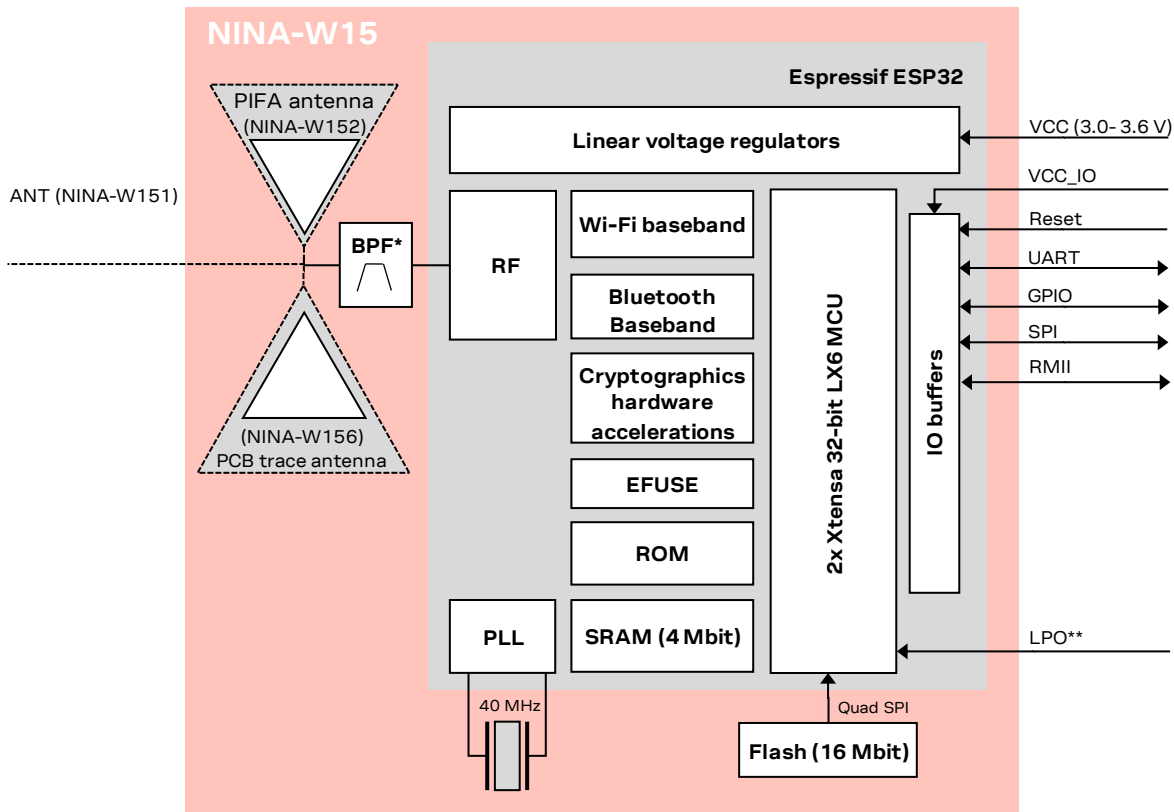 NINA-W15
Espressif ESP32
PIFA antenna
(NINA-W152)
ANT (NINA-W151)
BPF*
(NINA-W156)
PCB trace antenna
Linear voltage regulators
RF
Wi-Fi baseband
Bluetooth
Baseband
Cryptographics
hardware
accelerations
EFUSE
ROM
SRAM (4 Mbit)
PLL
40 MHz
2x Xtensa 32-bit LX6 MCU
IO buffers
VCC (3.0- 3.6 V)
VCC_IO
Reset
UART
GPIO
SPI
RMII
LPO**
Quad SPI
Flash (16 Mbit)